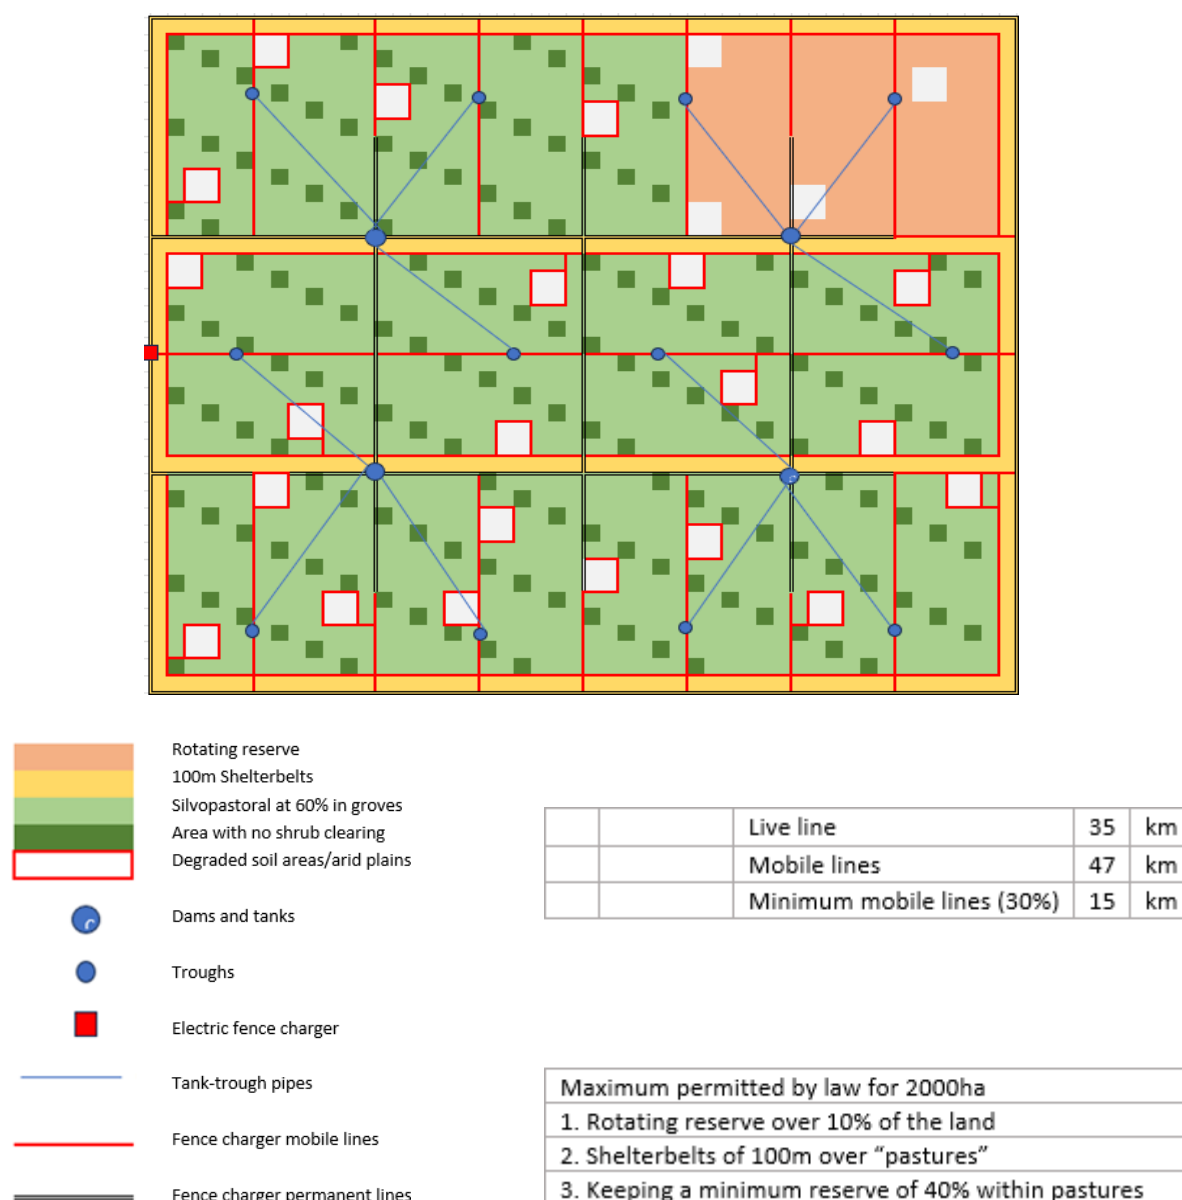 Rotating reserve
100m Shelterbelts
Silvopastoral at 60% in groves
Area with no shrub clearing
Degraded soil areas/arid plains
Dams and tanks
Troughs
Electric fence charger
Tank-trough pipes
Fence charger mobile lines
Fence charger permanent lines
Live line 35 km
Mobile lines 47 km
Minimum mobile lines (30%) 15 km
Maximum permitted by law for 2000ha
1. Rotating reserve over 10% of the land
2. Shelterbelts of 100m over “pastures”
3. Keeping a minimum reserve of 40% within pastures